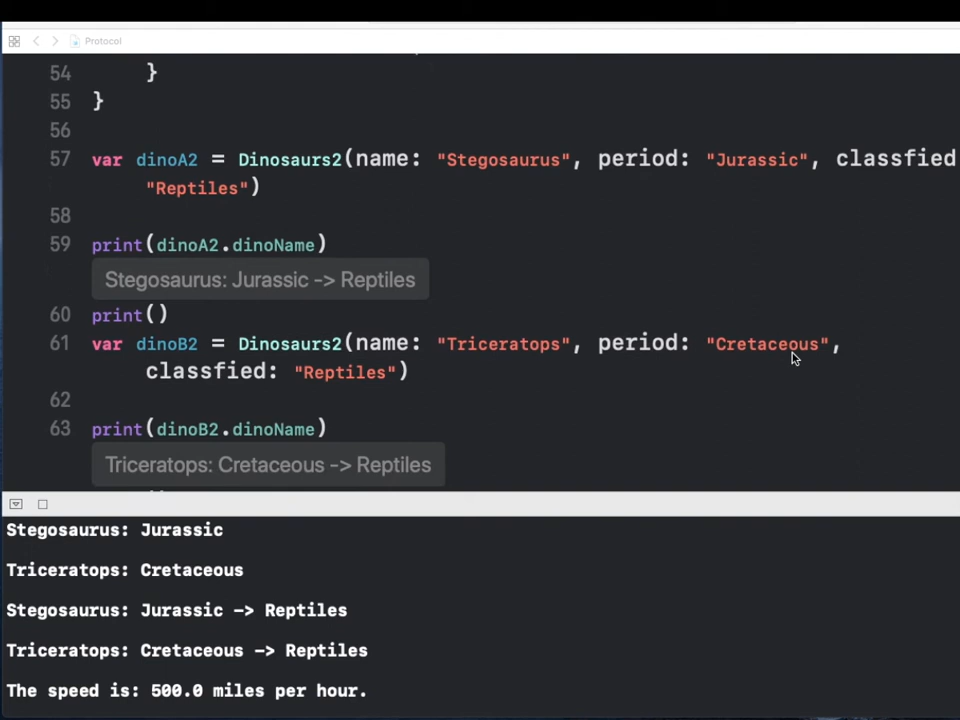 Protocol
54 }
55 }
56
57 var dinoA2 = Dinosaurs2(name: "Stegosaurus", period: "Jurassic", classfied
"Reptiles")
58
59 print(dinoA2.dinoName)
Stegosaurus: Jurassic -> Reptiles
60 print()
61 var dinoB2 = Dinosaurs2(name: "Triceratops", period: "Cretaceous",
classfied: "Reptiles")
62
63 print(dinoB2.dinoName)
Triceratops: Cretaceous -> Reptiles
Stegosaurus: Jurassic
Triceratops: Cretaceous
Stegosaurus: Jurassic -> Reptiles
Triceratops: Cretaceous -> Reptiles
The speed is: 500.0 miles per hour.